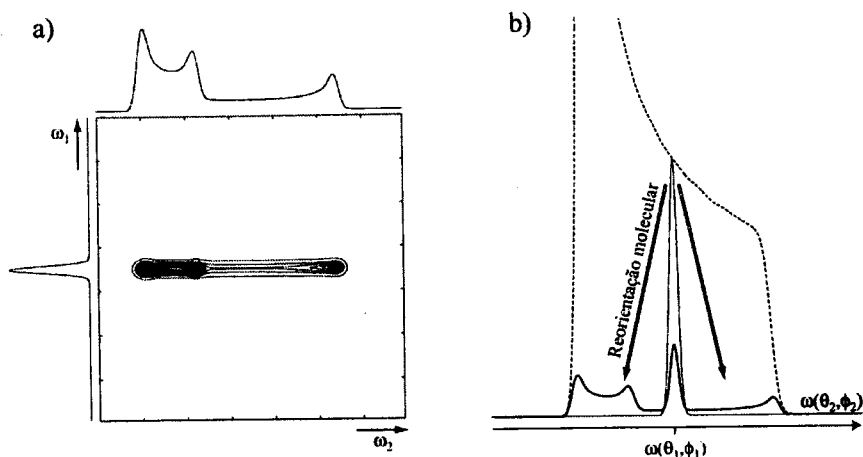 a)
ω₁
ω₂
b)
Reorientação molecular
ω(θ₂,ϕ₂)
ω(θ₁,ϕ₁)